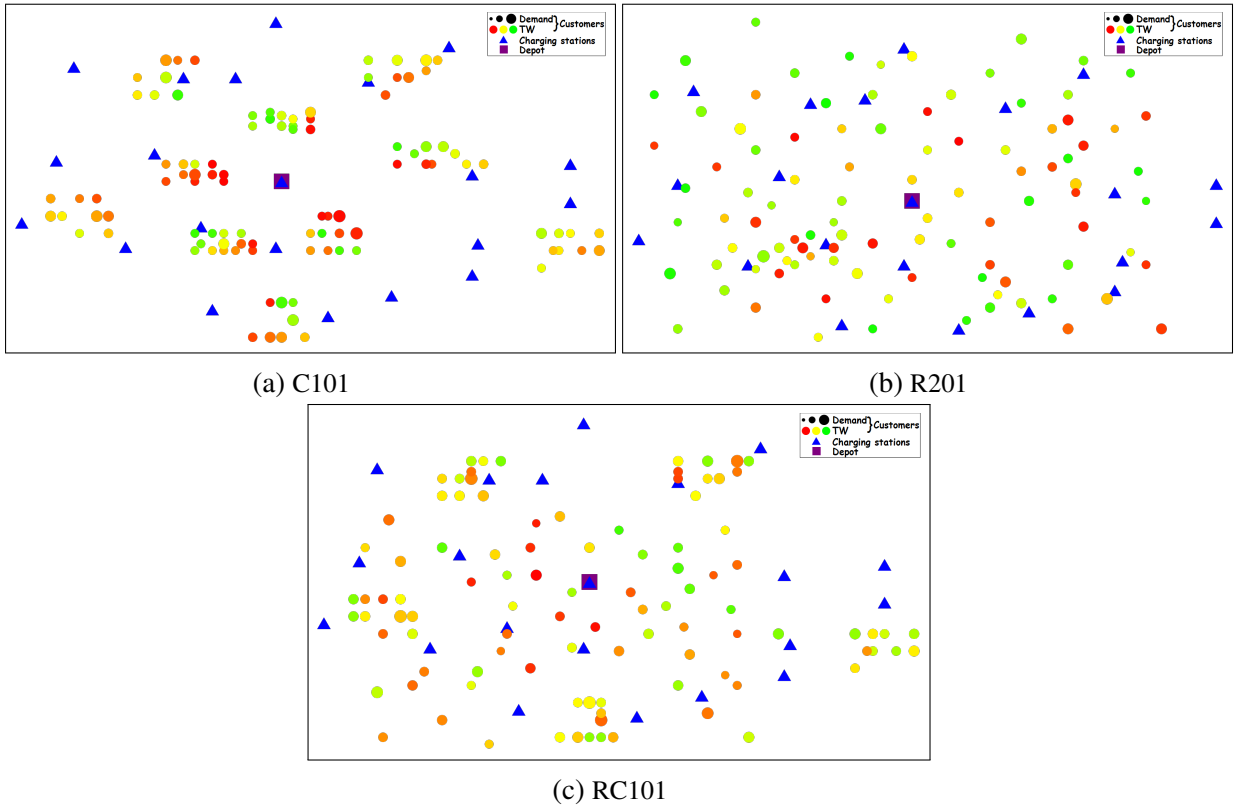 Demand
TW
Customers
Charging stations
Depot
Demand
TW
Customers
Charging stations
Depot
(a) C101
(b) R201
Demand
TW
Customers
Charging stations
Depot
(c) RC101